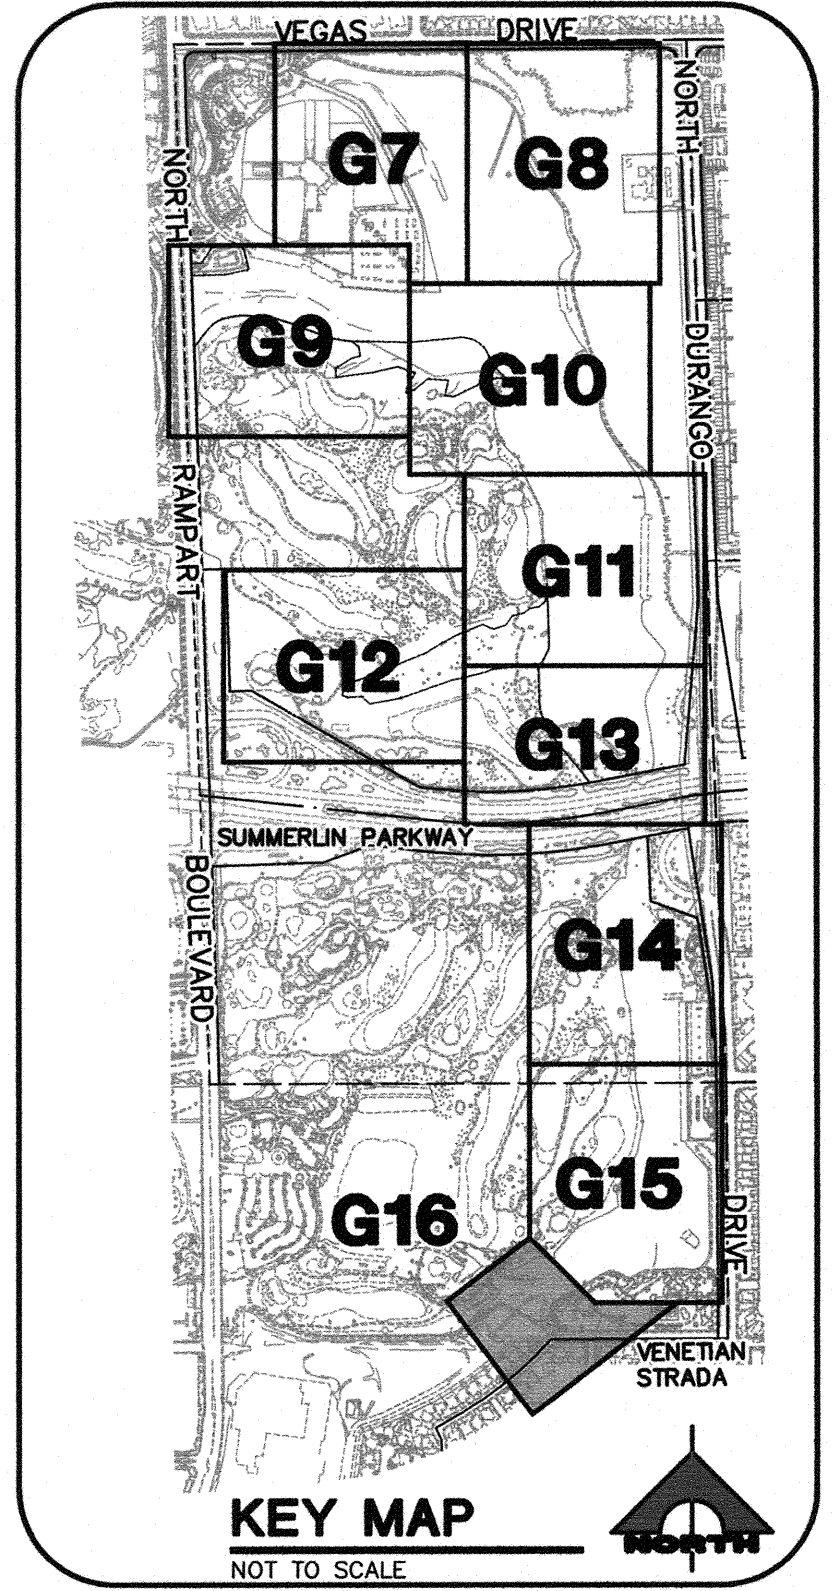 VEGAS DRIVE
NORTH
NORTH
G7
G8
G9
DURANGO
G10
RAMPART
G11
G12
G13
SUMMERLIN PARKWAY
BOULEVARD
G14
G15
G16
DRIVE
VENETIAN
STRADA
KEY MAP
NOT TO SCALE
NORTH